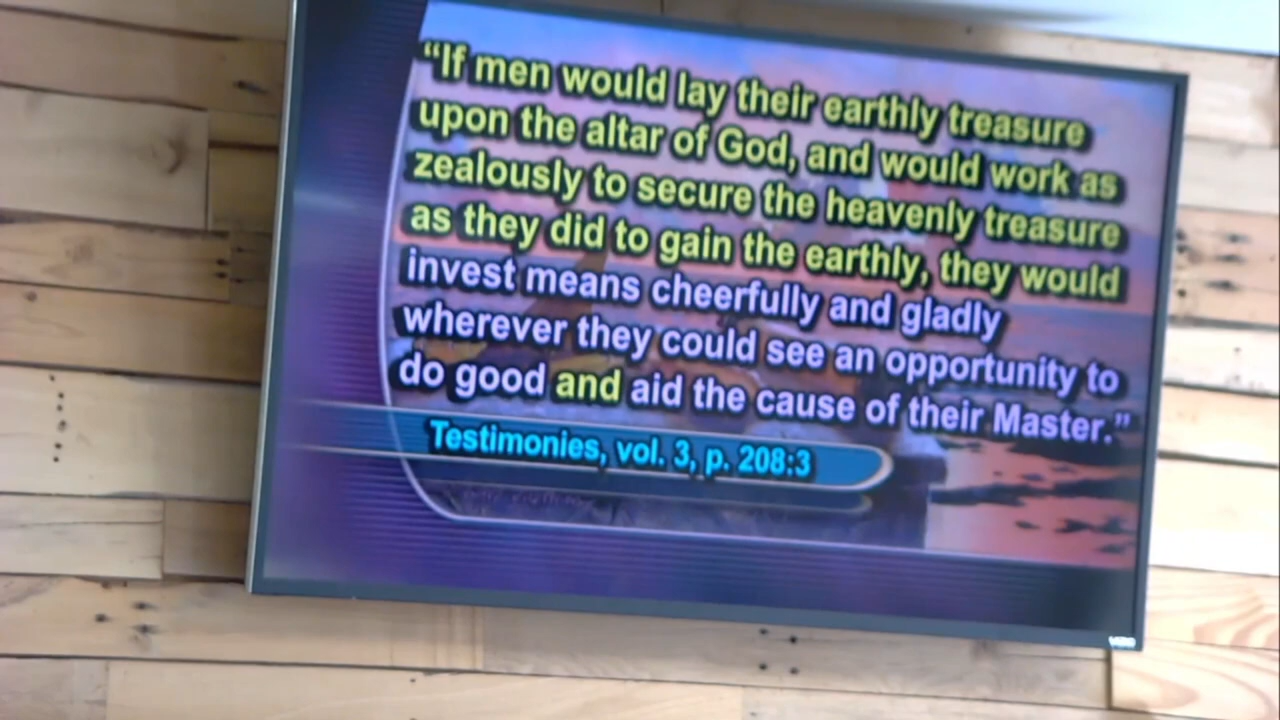 “If men would lay their earthly treasure
upon the altar of God, and would work as
zealously to secure the heavenly treasure
as they did to gain the earthly, they would
invest means cheerfully and gladly
wherever they could see an opportunity to
do good and aid the cause of their Master.”
Testimonies, vol. 3, p. 208:3
VIZIO